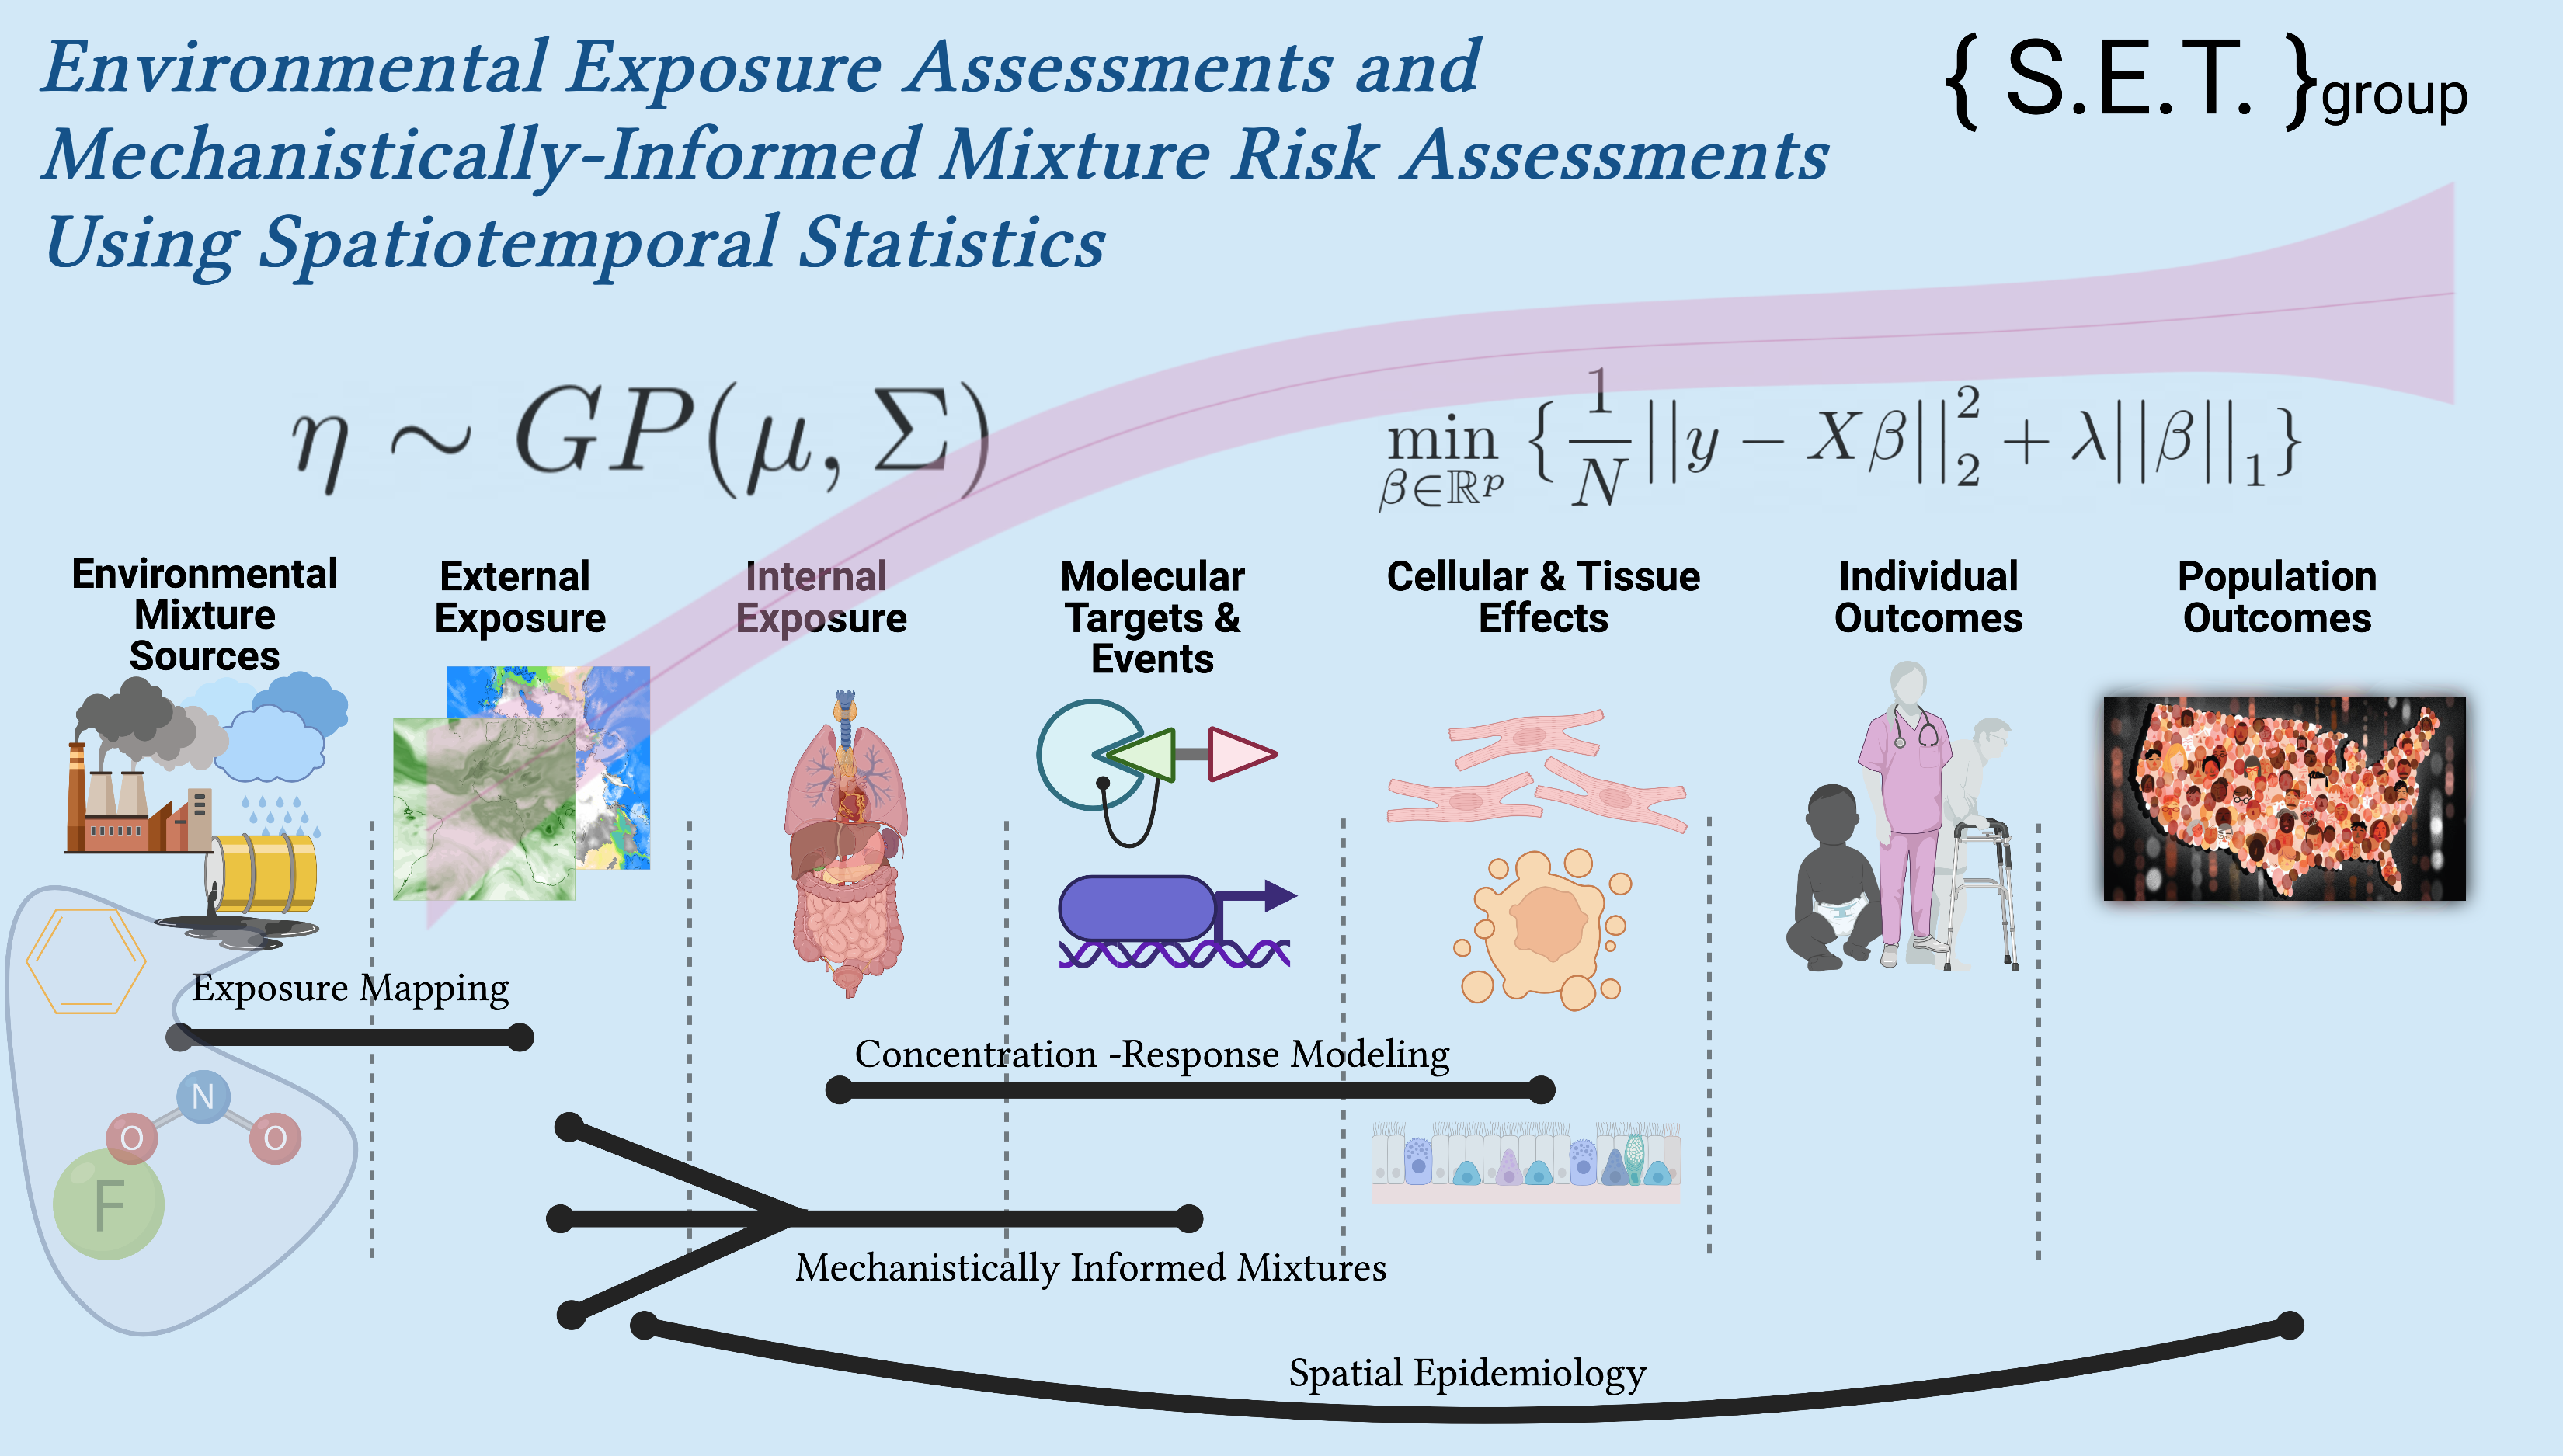 Environmental Exposure Assessments and
Mechanistically-Informed Mixture Risk Assessments
Using Spatiotemporal Statistics
{ S.E.T. }group
η ~ GP(μ, Σ)
min β∈ℝᵖ { 1/N ||y − Xβ||₂² + λ||β||₁ }
Environmental
Mixture
Sources
External
Exposure
Internal
Exposure
Molecular
Targets &
Events
Cellular & Tissue
Effects
Individual
Outcomes
Population
Outcomes
Exposure Mapping
Concentration -Response Modeling
N
O
O
F
Mechanistically Informed Mixtures
Spatial Epidemiology